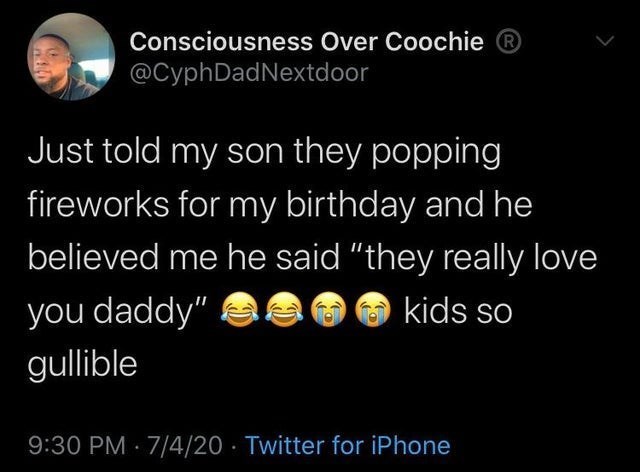 Consciousness Over Coochie ®
@CyphDadNextdoor
Just told my son they popping
fireworks for my birthday and he
believed me he said “they really love
you daddy” 😂😂😭😭 kids so
gullible
9:30 PM · 7/4/20 · Twitter for iPhone